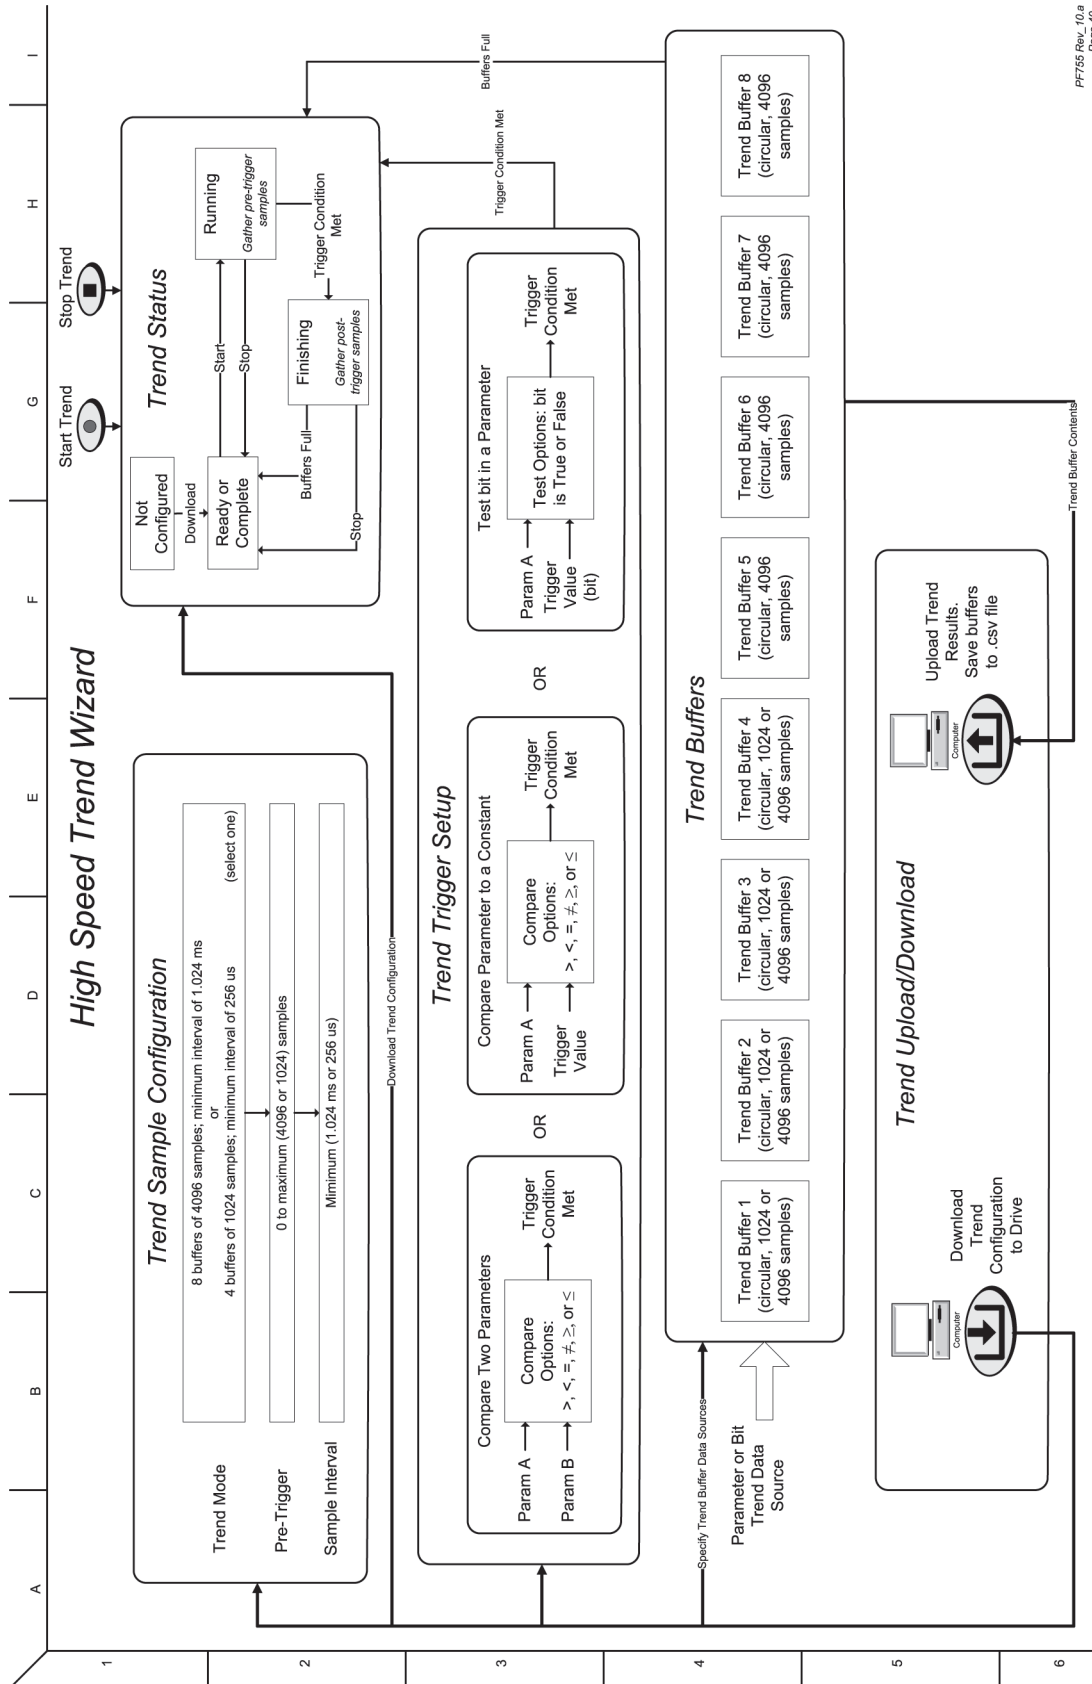 A
B
C
D
E
F
G
H
I
1
2
3
4
5
6
High Speed Trend Wizard
Start Trend
Stop Trend
Trend Sample Configuration
Trend Mode
8 buffers of 4096 samples; minimum interval of 1.024 ms
or
4 buffers of 1024 samples; minimum interval of 256 us
(select one)
Pre-Trigger
0 to maximum (4096 or 1024) samples
Sample Interval
Mimimum (1.024 ms or 256 us)
Trend Status
Not
Configured
Download
Ready or
Complete
Start
Stop
Running
Gather pre-trigger
samples
Trigger Condition
Met
Finishing
Gather post-
trigger samples
Buffers Full
Stop
Download Trend Configuration
Trigger Condition Met
Buffers Full
Trend Trigger Setup
Compare Two Parameters
Param A
Param B
Compare
Options:
>, <, =, ≠, ≥, or ≤
Trigger
Condition
Met
OR
Compare Parameter to a Constant
Param A
Trigger
Value
Compare
Options:
>, <, =, ≠, ≥, or ≤
Trigger
Condition
Met
OR
Test bit in a Parameter
Param A
Trigger
Value
(bit)
Test Options: bit
is True or False
Trigger
Condition
Met
Specify Trend Buffer Data Sources
Parameter or Bit
Trend Data
Source
Trend Buffers
Trend Buffer 1
(circular, 1024 or
4096 samples)
Trend Buffer 2
(circular, 1024 or
4096 samples)
Trend Buffer 3
(circular, 1024 or
4096 samples)
Trend Buffer 4
(circular, 1024 or
4096 samples)
Trend Buffer 5
(circular, 4096
samples)
Trend Buffer 6
(circular, 4096
samples)
Trend Buffer 7
(circular, 4096
samples)
Trend Buffer 8
(circular, 4096
samples)
Trend Upload/Download
Computer
Download
Trend
Configuration
to Drive
Computer
Upload Trend
Results.
Save buffers
to .csv file
Trend Buffer Contents
PF755 Rev_10.a